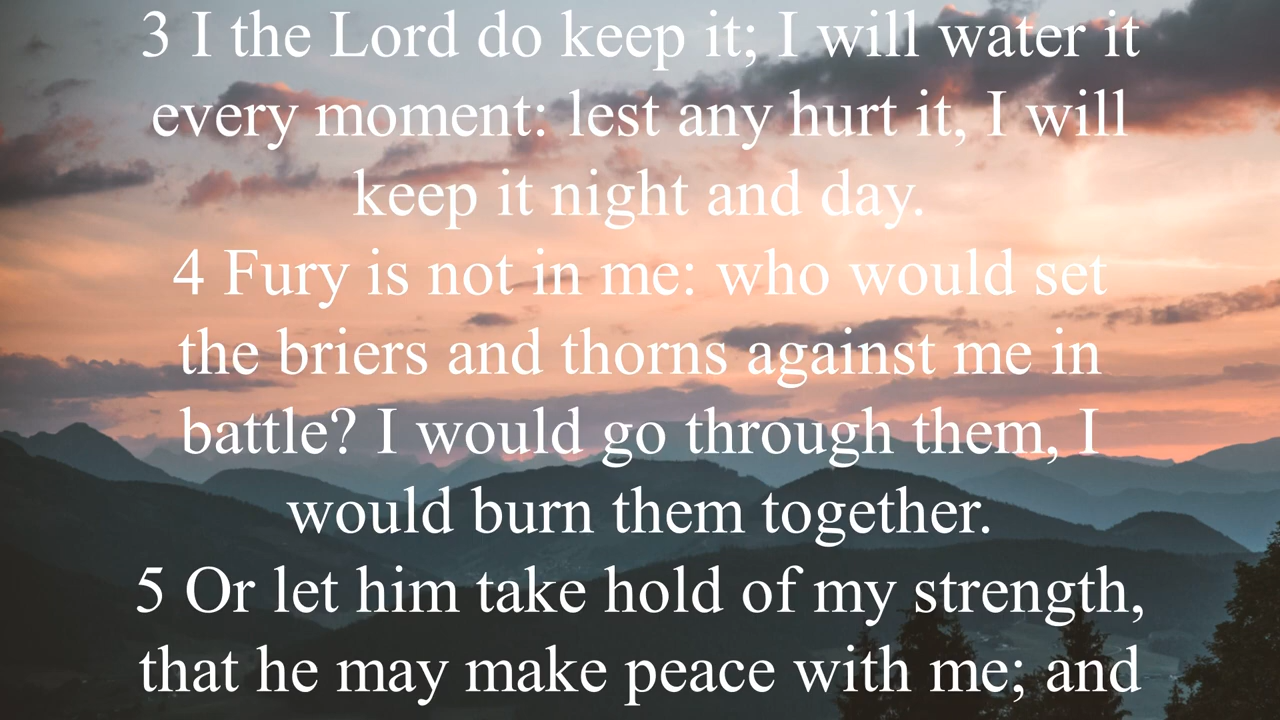 3 I the Lord do keep it; I will water it
every moment: lest any hurt it, I will
keep it night and day.
4 Fury is not in me: who would set
the briers and thorns against me in
battle? I would go through them, I
would burn them together.
5 Or let him take hold of my strength,
that he may make peace with me; and